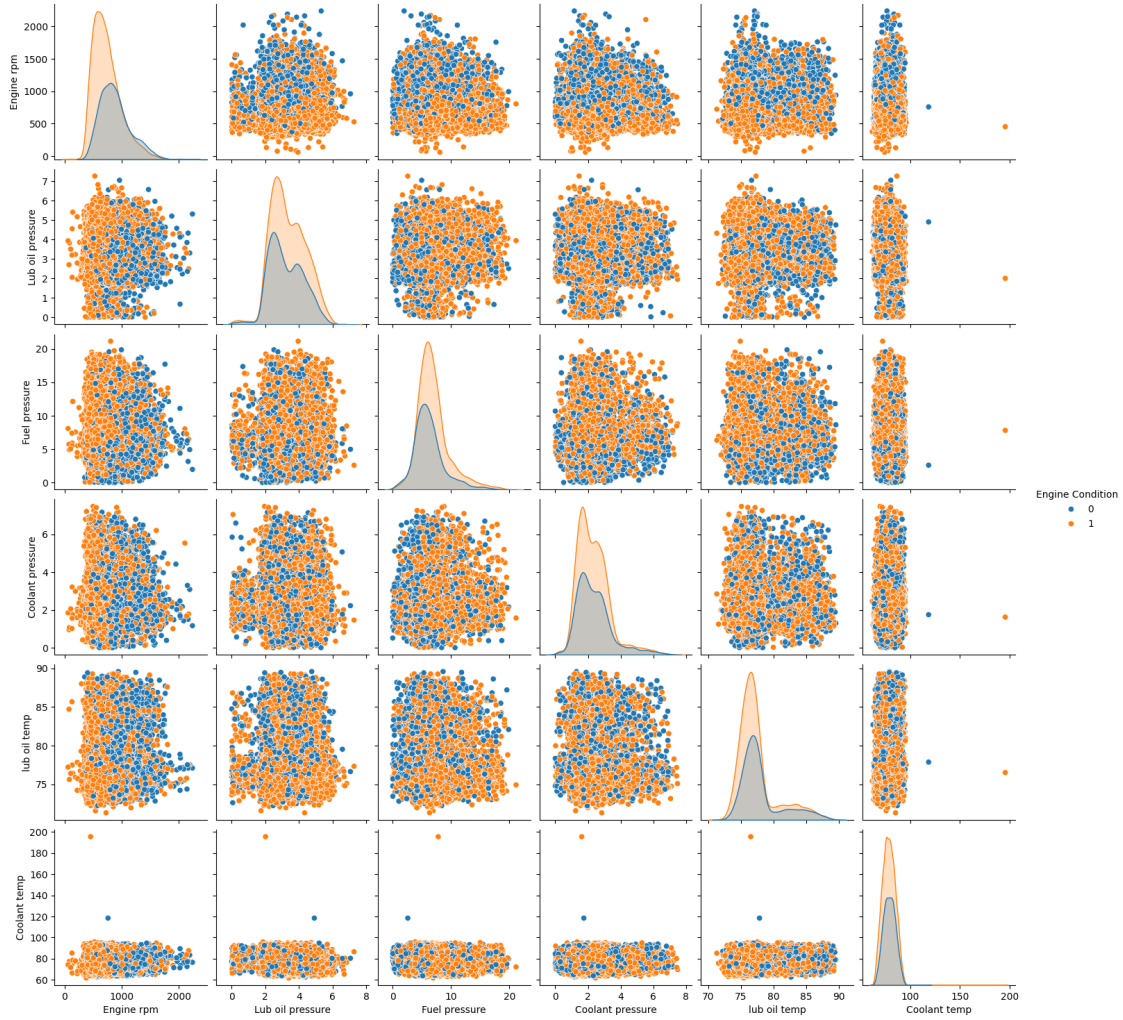 2000
1500
1000
500
0
Engine rpm
7
6
5
4
3
2
1
0
Lub oil pressure
20
15
10
5
0
Fuel pressure
6
4
2
0
Coolant pressure
90
85
80
75
lub oil temp
200
180
160
140
120
100
80
60
Coolant temp
Engine Condition
0
1
0 1000 2000
Engine rpm
0 2 4 6 8
Lub oil pressure
0 10 20
Fuel pressure
0 2 4 6 8
Coolant pressure
70 75 80 85 90
lub oil temp
100 150 200
Coolant temp